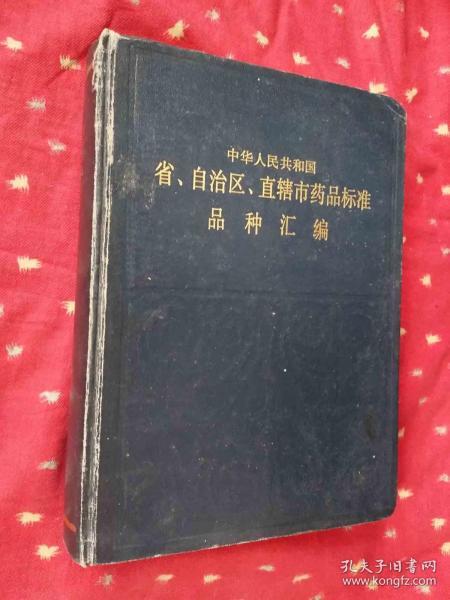 中华人民共和国
省、自治区、直辖市药品标准
品种汇编
孔夫子旧书网
www.kongfz.com